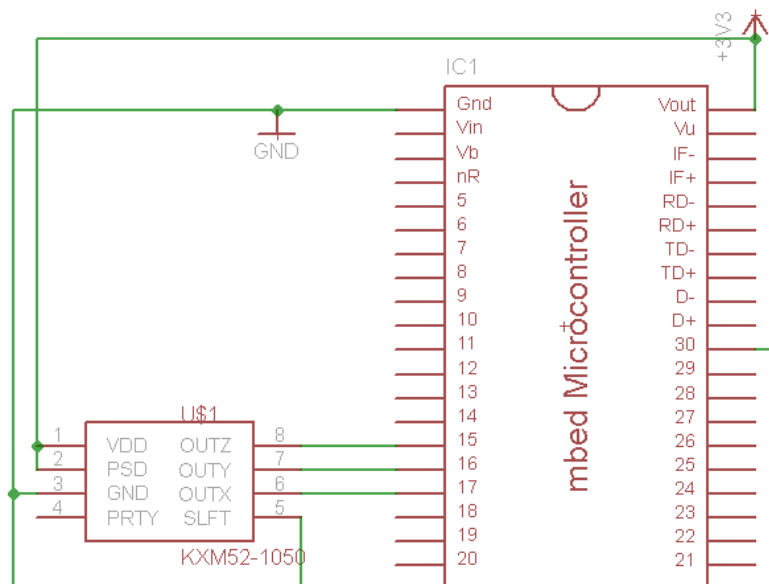 +3V3
IC1
GND
mbed Microcontroller
Gnd Vout
Vin Vu
Vb IF-
nR IF+
5 RD-
6 RD+
7 TD-
8 TD+
9 D-
10 D+
11 30
12 29
13 28
14 27
15 26
16 25
17 24
18 23
19 22
20 21
U$1
1 VDD OUTZ 8
2 PSD OUTY 7
3 GND OUTX 6
4 PRTY SLFT 5
KXM52-1050